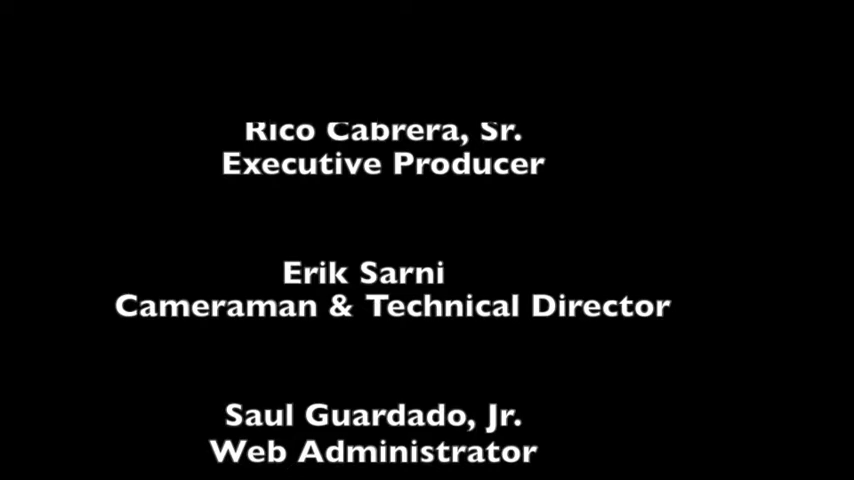 Rico Cabrera, Sr.
Executive Producer
Erik Sarni
Cameraman & Technical Director
Saul Guardado, Jr.
Web Administrator